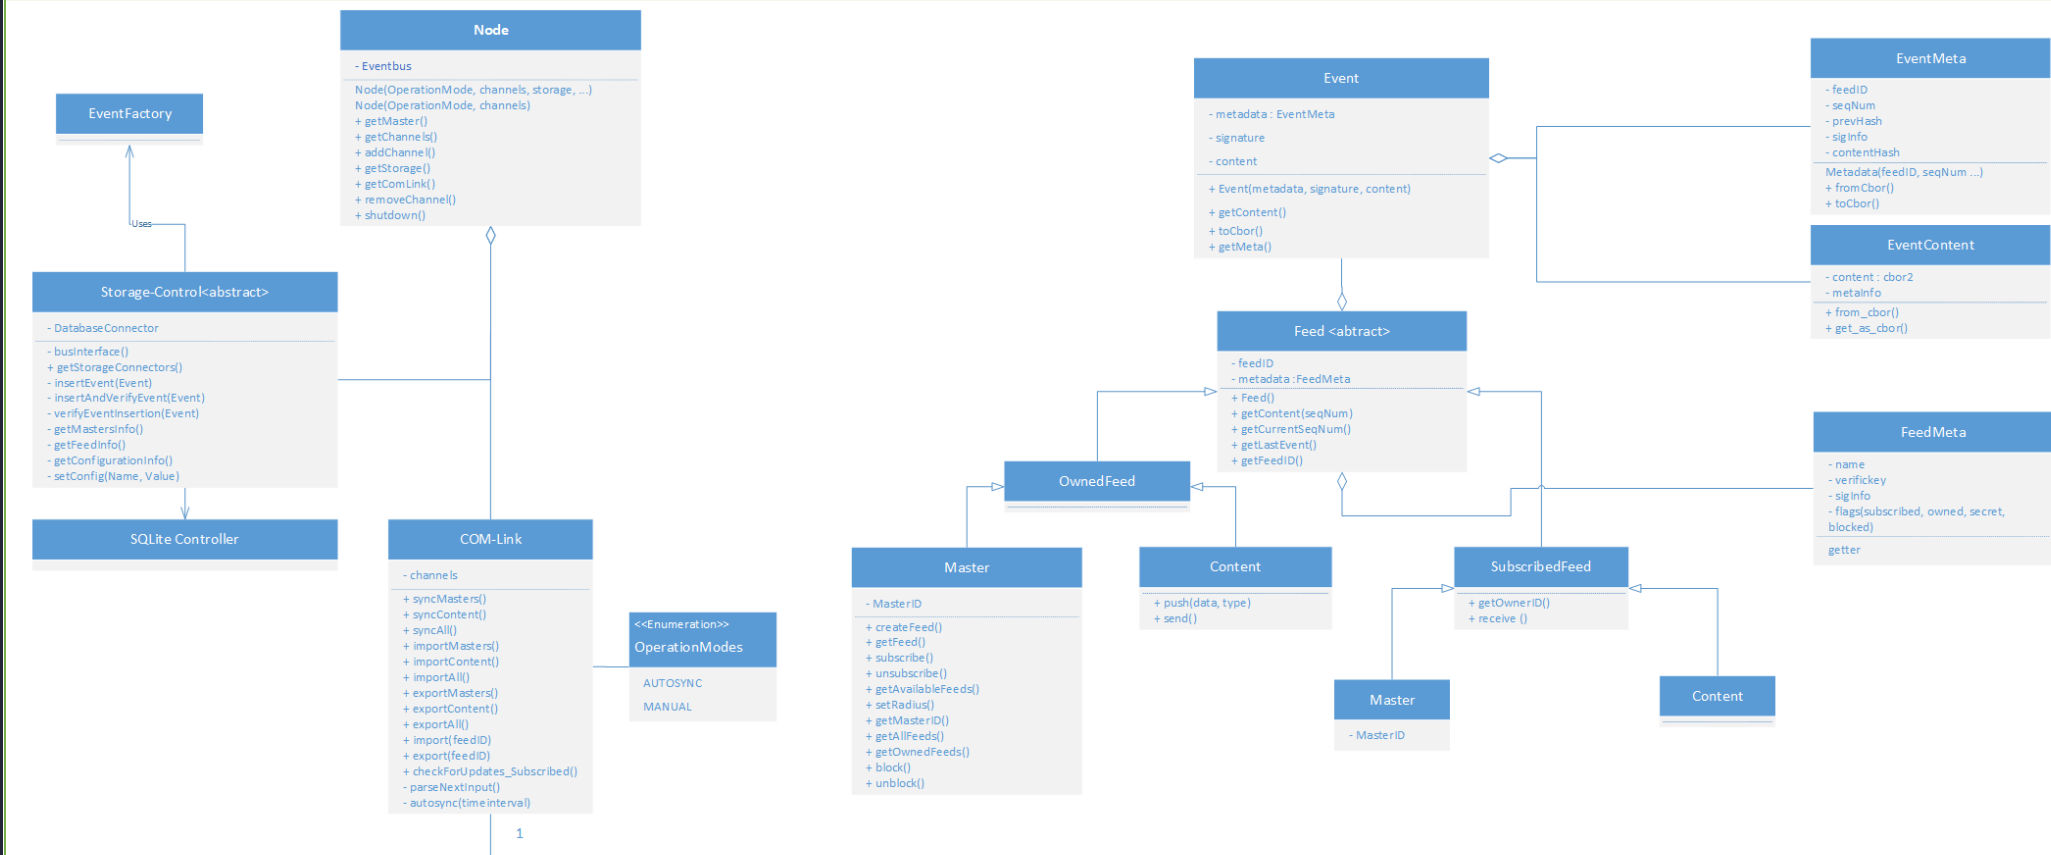 Node
- Eventbus
Node(OperationMode, channels, storage, ...)
Node(OperationMode, channels)
+ getMaster()
+ getChannels()
+ addChannel()
+ getStorage()
+ getComLink()
+ removeChannel()
+ shutdown()
EventFactory
Uses
Storage-Control<abstract>
- DatabaseConnector
- busInterface()
+ getStorageConnectors()
- insertEvent(Event)
- insertAndVerifyEvent(Event)
- verifyEventInsertion(Event)
- getMastersInfo()
- getFeedInfo()
- getConfigurationInfo()
- setConfig(Name, Value)
SQLite Controller
COM-Link
- channels
+ syncMasters()
+ syncContent()
+ syncAll()
+ importMasters()
+ importContent()
+ importAll()
+ exportMasters()
+ exportContent()
+ exportAll()
+ import(feedID)
+ export(feedID)
+ checkForUpdates_Subscribed()
- parseNextInput()
- autosync(timeinterval)
1
<<Enumeration>>
OperationModes
AUTOSYNC
MANUAL
Event
- metadata : EventMeta
- signature
- content
+ Event(metadata, signature, content)
+ getContent()
+ toCbor()
+ getMeta()
EventMeta
- feedID
- seqNum
- prevHash
- sigInfo
- contentHash
Metadata(feedID, seqNum ...)
+ fromCbor()
+ toCbor()
EventContent
- content : cbor2
- metaInfo
+ from_cbor()
+ get_as_cbor()
Feed <abtract>
- feedID
- metadata :FeedMeta
+ Feed()
+ getContent(seqNum)
+ getCurrentSeqNum()
+ getLastEvent()
+ getFeedID()
FeedMeta
- name
- verifickey
- sigInfo
- flags(subscribed, owned, secret,
blocked)
getter
OwnedFeed
Master
- MasterID
+ createFeed()
+ getFeed()
+ subscribe()
+ unsubscribe()
+ getAvailableFeeds()
+ setRadius()
+ getMasterID()
+ getAllFeeds()
+ getOwnedFeeds()
+ block()
+ unblock()
Content
+ push(data, type)
+ send()
SubscribedFeed
+ getOwnerID()
+ receive ()
Master
- MasterID
Content